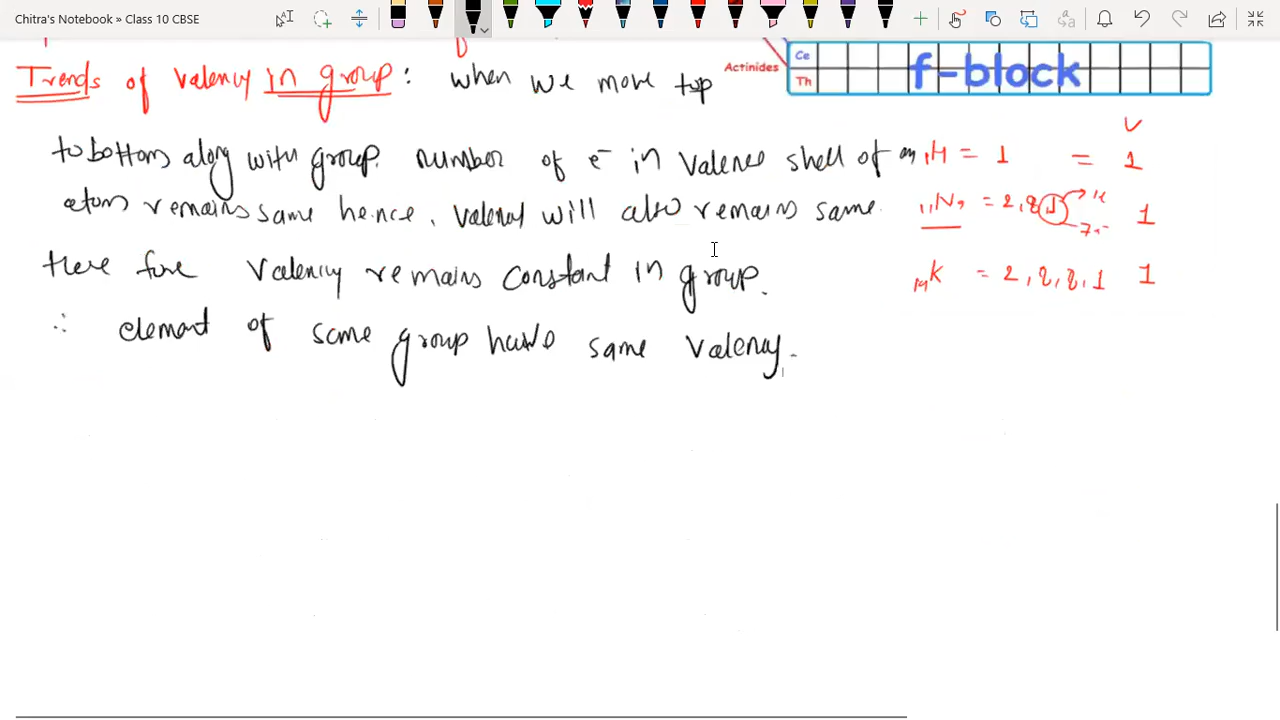 Chitra's Notebook » Class 10 CBSE
Actinides
Ce
Th
f-block
Trends of valency in group : when we move top
to bottom along with group. number of e- in valence shell of an
atom remains same hence, valency will also remains same.
there fore valency remains constant in group.
∴ element of same group have same valency.
V
₁H = 1 = 1
₁₁Na = 2,8,1 1
₁₉K = 2,8,8,1 1